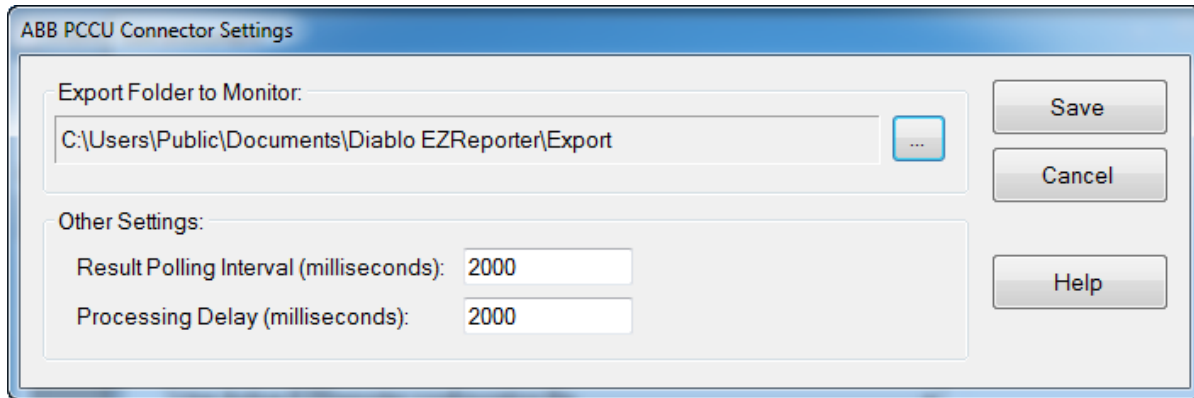 ABB PCCU Connector Settings
Export Folder to Monitor:
C:\Users\Public\Documents\Diablo EZReporter\Export
...
Save
Cancel
Other Settings:
Result Polling Interval (milliseconds): 2000
Processing Delay (milliseconds): 2000
Help